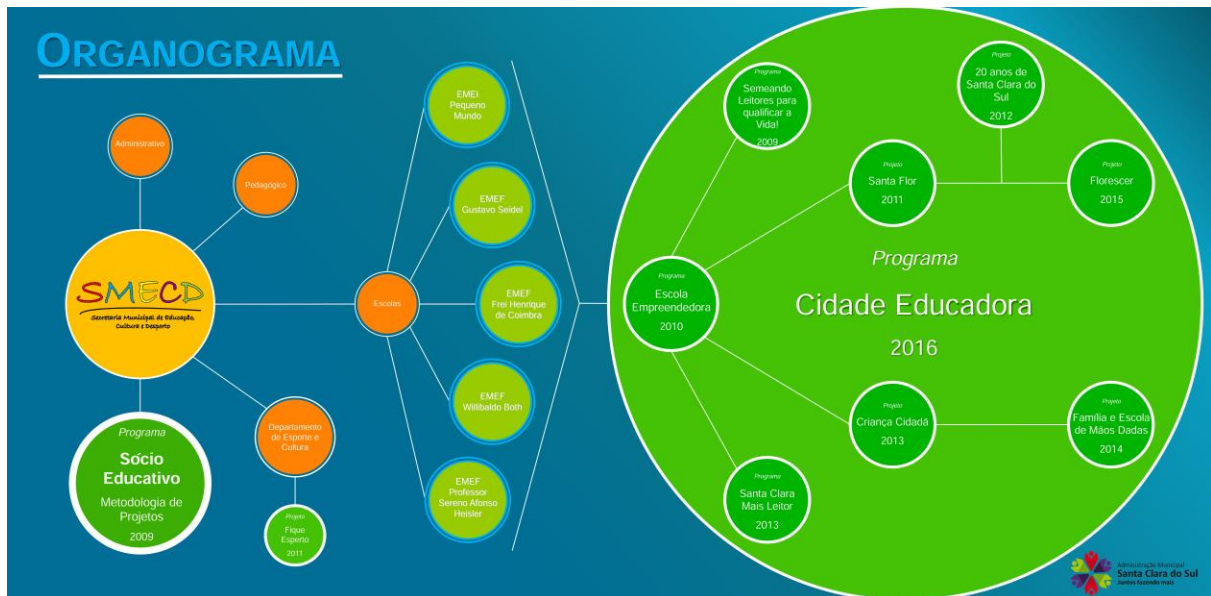 ORGANOGRAMA
Administrativo
Pedagógico
SMECD
Secretaria Municipal de Educação,
Cultura e Desporto
Programa
Sócio
Educativo
Metodologia de
Projetos
2009
Departamento
de Esporte e
Cultura
Projeto
Fique
Esperto
2011
Escolas
EMEI
Pequeno
Mundo
EMEF
Gustavo Seidel
EMEF
Frei Henrique
de Coimbra
EMEF
Willibaldo Both
EMEF
Professor
Sereno Afonso
Heisler
Programa
Semeando
Leitores para
qualificar a
Vida!
2009
Projeto
20 anos de
Santa Clara do
Sul
2012
Projeto
Santa Flor
2011
Projeto
Florescer
2015
Programa
Escola
Empreendedora
2010
Programa
Cidade Educadora
2016
Projeto
Criança Cidadã
2013
Projeto
Família e Escola
de Mãos Dadas
2014
Programa
Santa Clara
Mais Leitor
2013
Administração Municipal
Santa Clara do Sul
Juntos fazendo mais